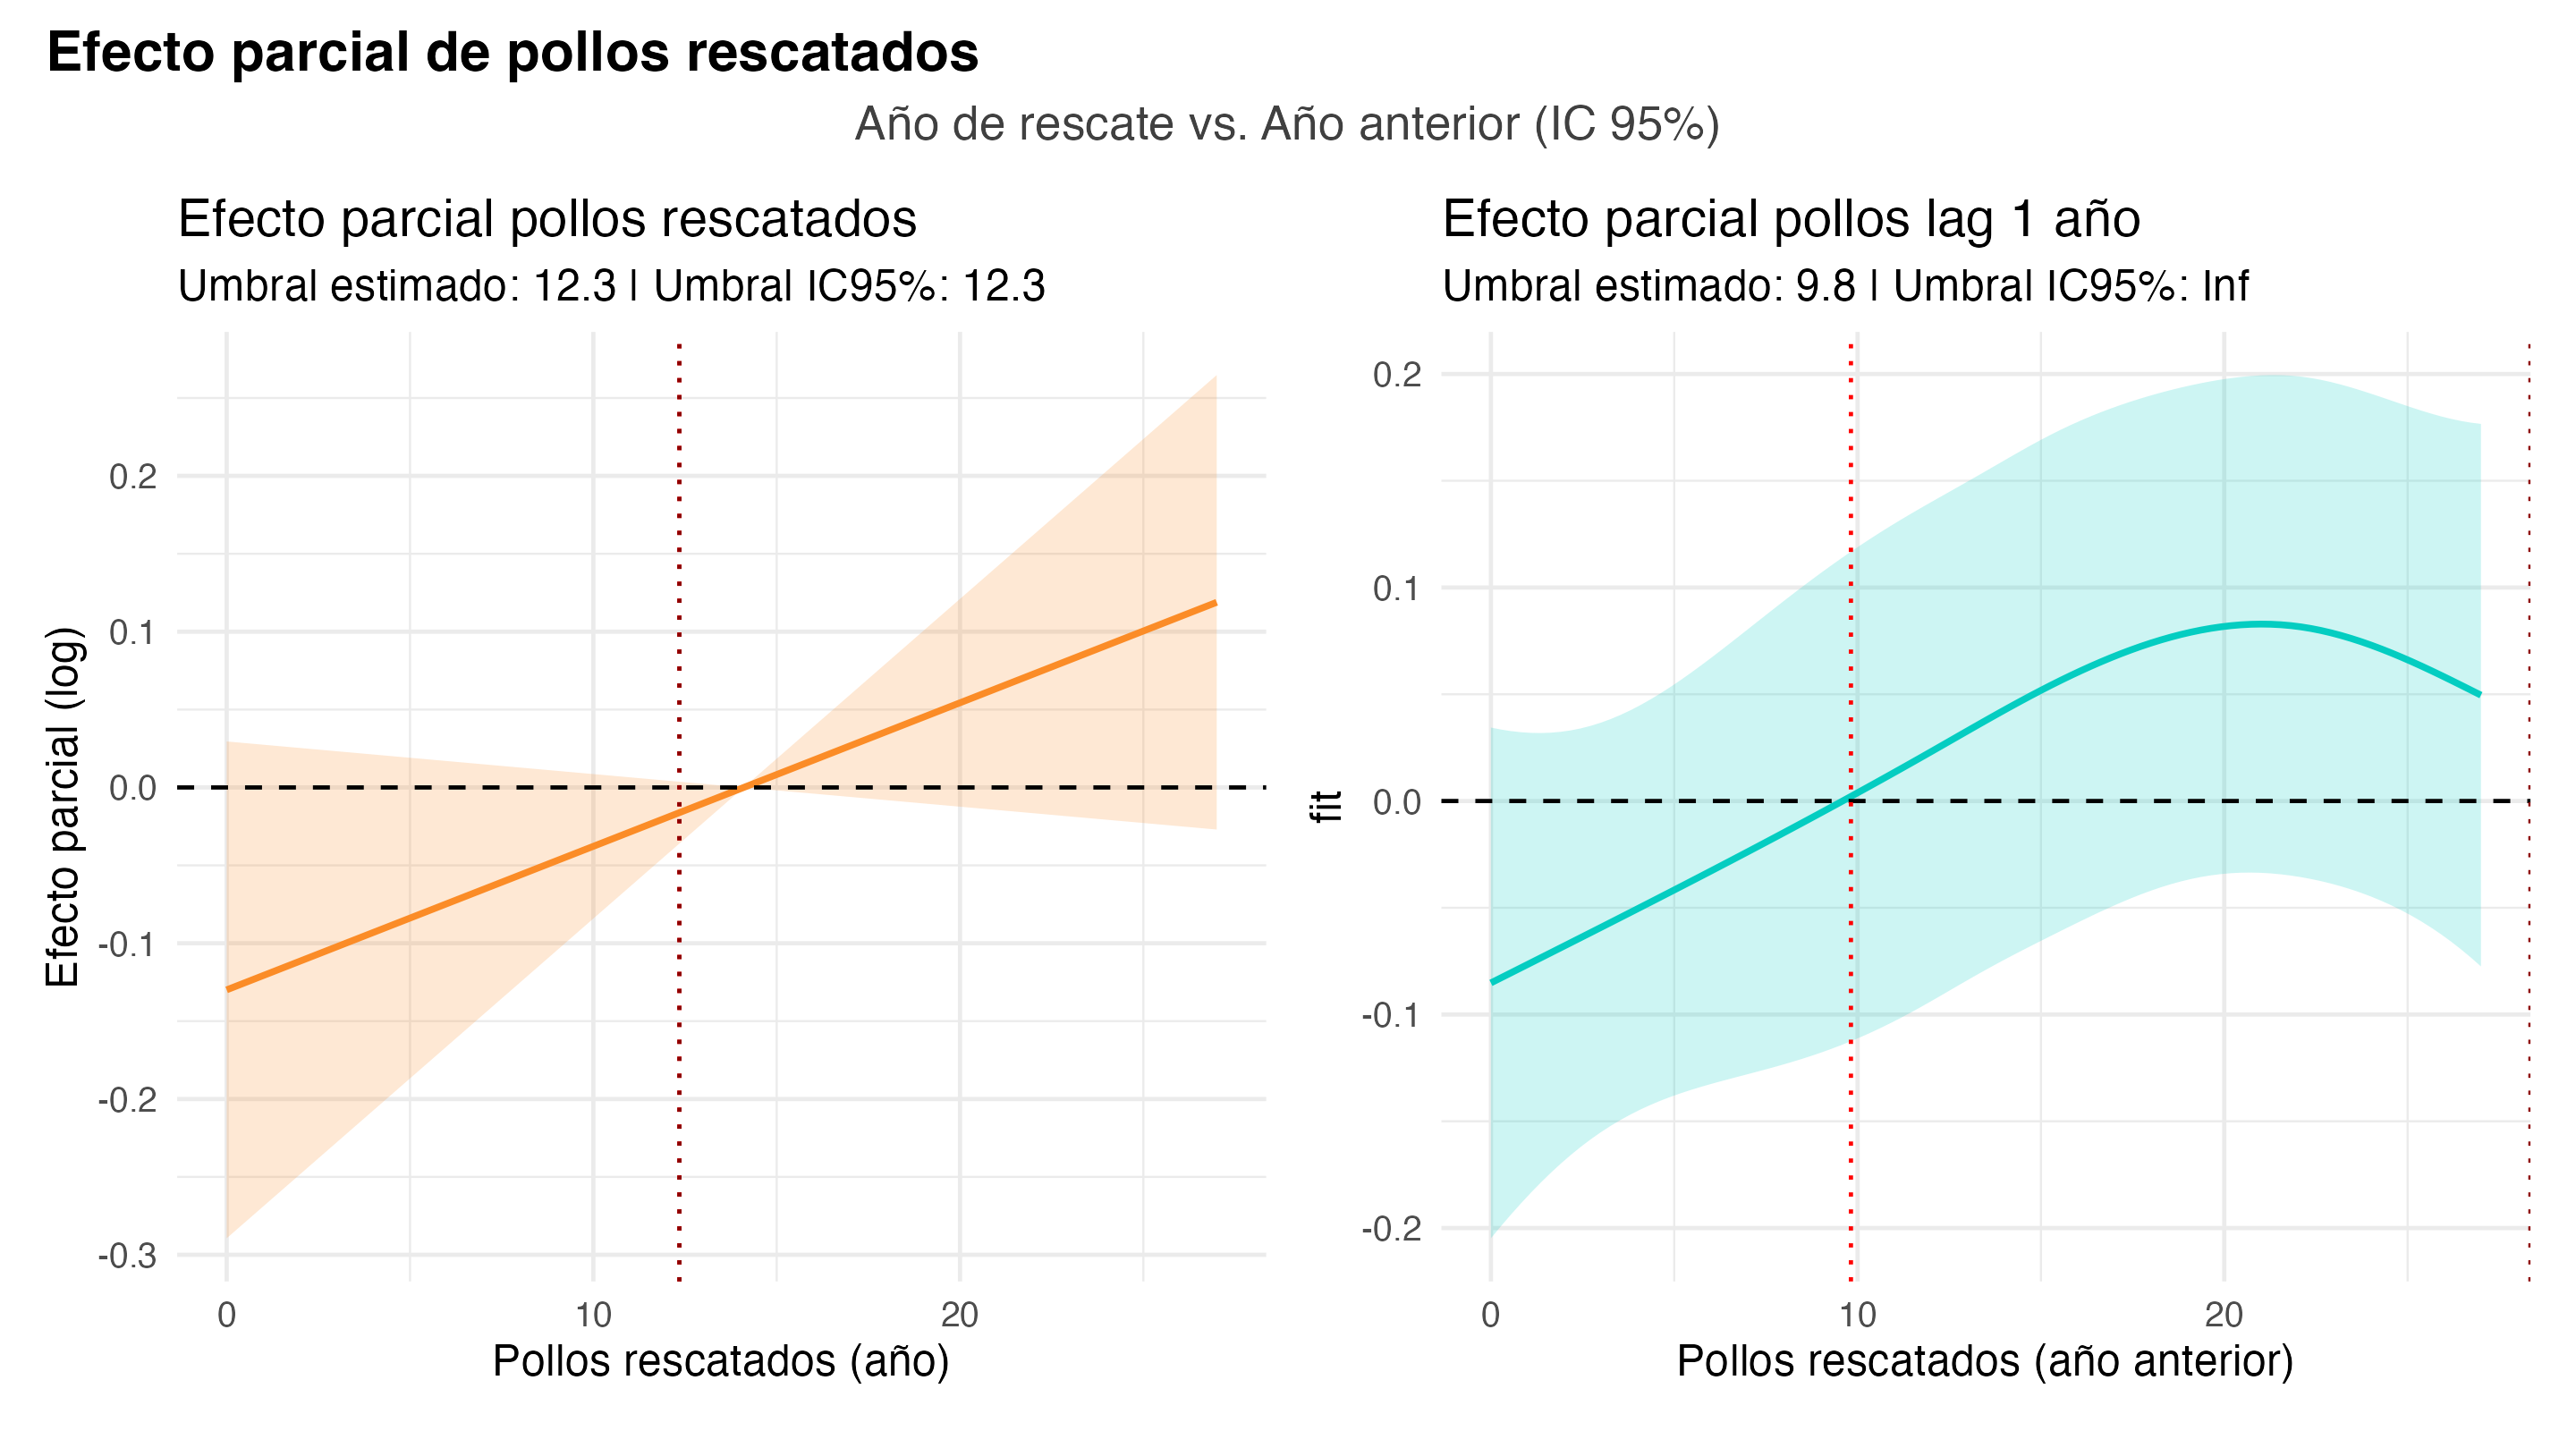 Efecto parcial de pollos rescatados
Año de rescate vs. Año anterior (IC 95%)
Efecto parcial pollos rescatados
Umbral estimado: 12.3 | Umbral IC95%: 12.3
Efecto parcial (log)
0.2
0.1
0.0
-0.1
-0.2
-0.3
0
10
20
Pollos rescatados (año)
Efecto parcial pollos lag 1 año
Umbral estimado: 9.8 | Umbral IC95%: Inf
fit
0.2
0.1
0.0
-0.1
-0.2
0
10
20
Pollos rescatados (año anterior)